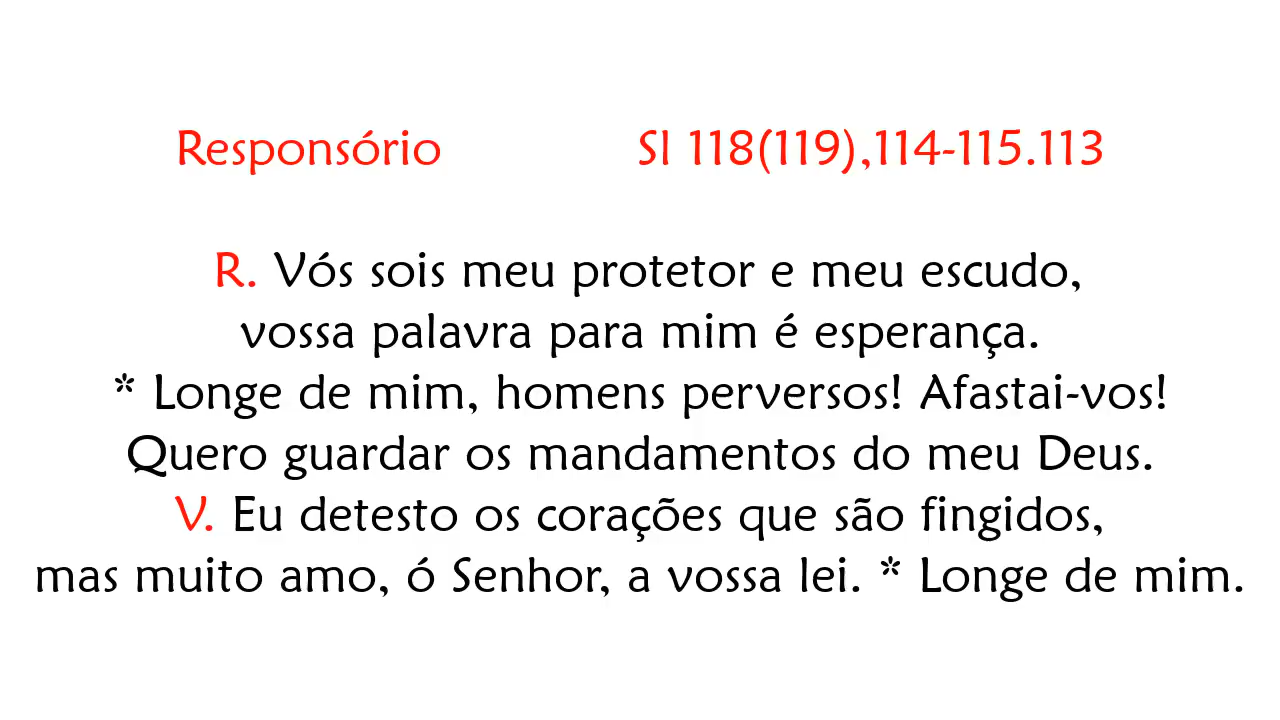 Responsório Sl 118(119),114-115.113
R. Vós sois meu protetor e meu escudo,
vossa palavra para mim é esperança.
* Longe de mim, homens perversos! Afastai-vos!
Quero guardar os mandamentos do meu Deus.
V. Eu detesto os corações que são fingidos,
mas muito amo, ó Senhor, a vossa lei. * Longe de mim.